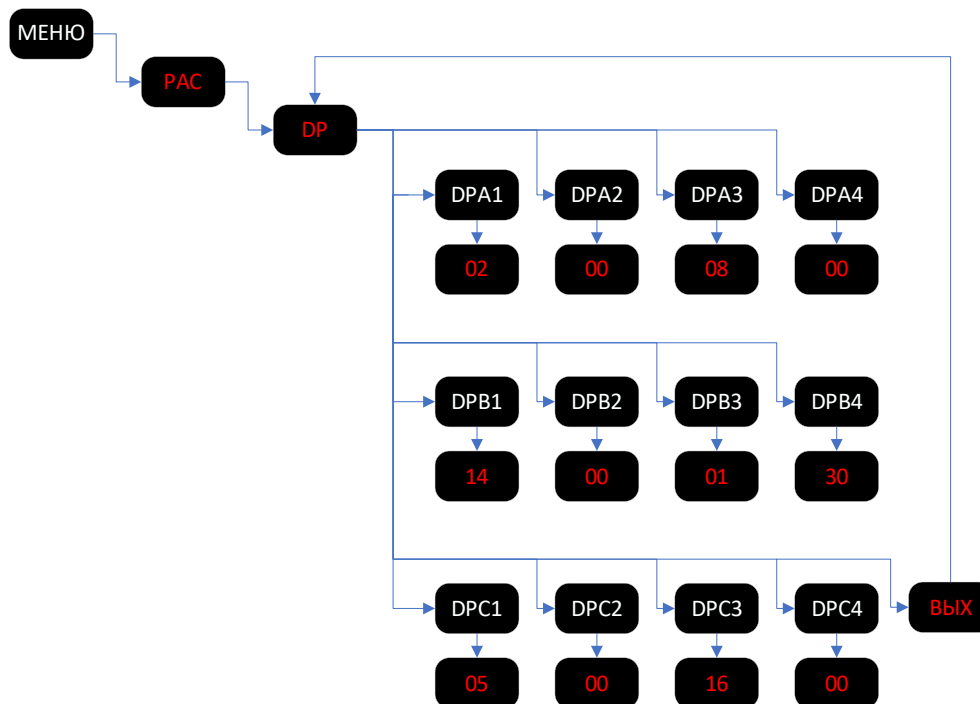 МЕНЮ
РАС
DP
DPA1 DPA2 DPA3 DPA4
02 00 08 00
DPB1 DPB2 DPB3 DPB4
14 00 01 30
DPC1 DPC2 DPC3 DPC4 ВЫХ
05 00 16 00